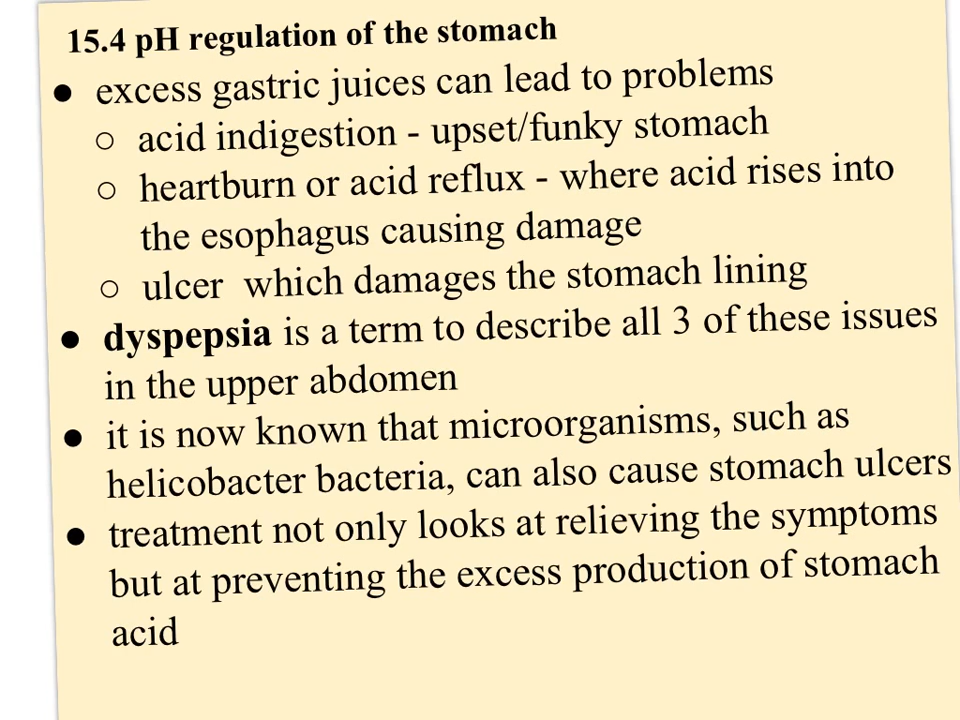 15.4 pH regulation of the stomach
● excess gastric juices can lead to problems
○ acid indigestion - upset/funky stomach
○ heartburn or acid reflux - where acid rises into
the esophagus causing damage
○ ulcer  which damages the stomach lining
● dyspepsia is a term to describe all 3 of these issues
in the upper abdomen
● it is now known that microorganisms, such as
helicobacter bacteria, can also cause stomach ulcers
● treatment not only looks at relieving the symptoms
but at preventing the excess production of stomach
acid